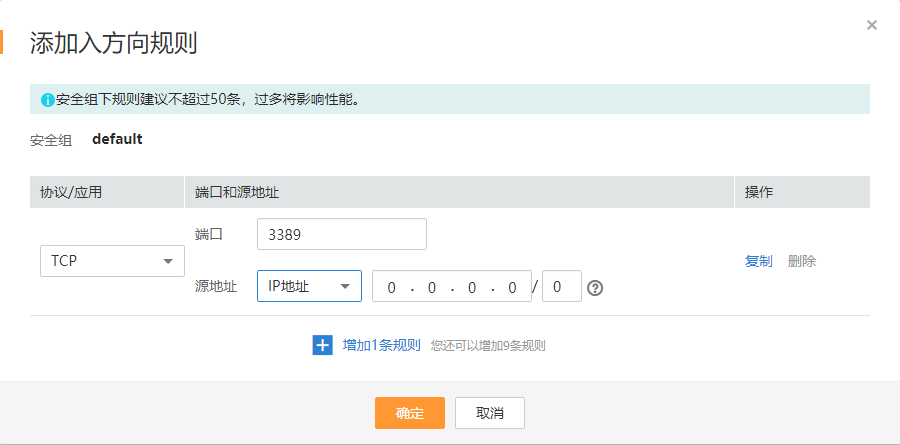 添加入方向规则
×
安全组下规则建议不超过50条，过多将影响性能。
安全组 default
协议/应用 端口和源地址 操作
端口 3389
TCP 复制 删除
源地址 IP地址 0 . 0 . 0 . 0 / 0 ?
增加1条规则 您还可以增加9条规则
确定 取消